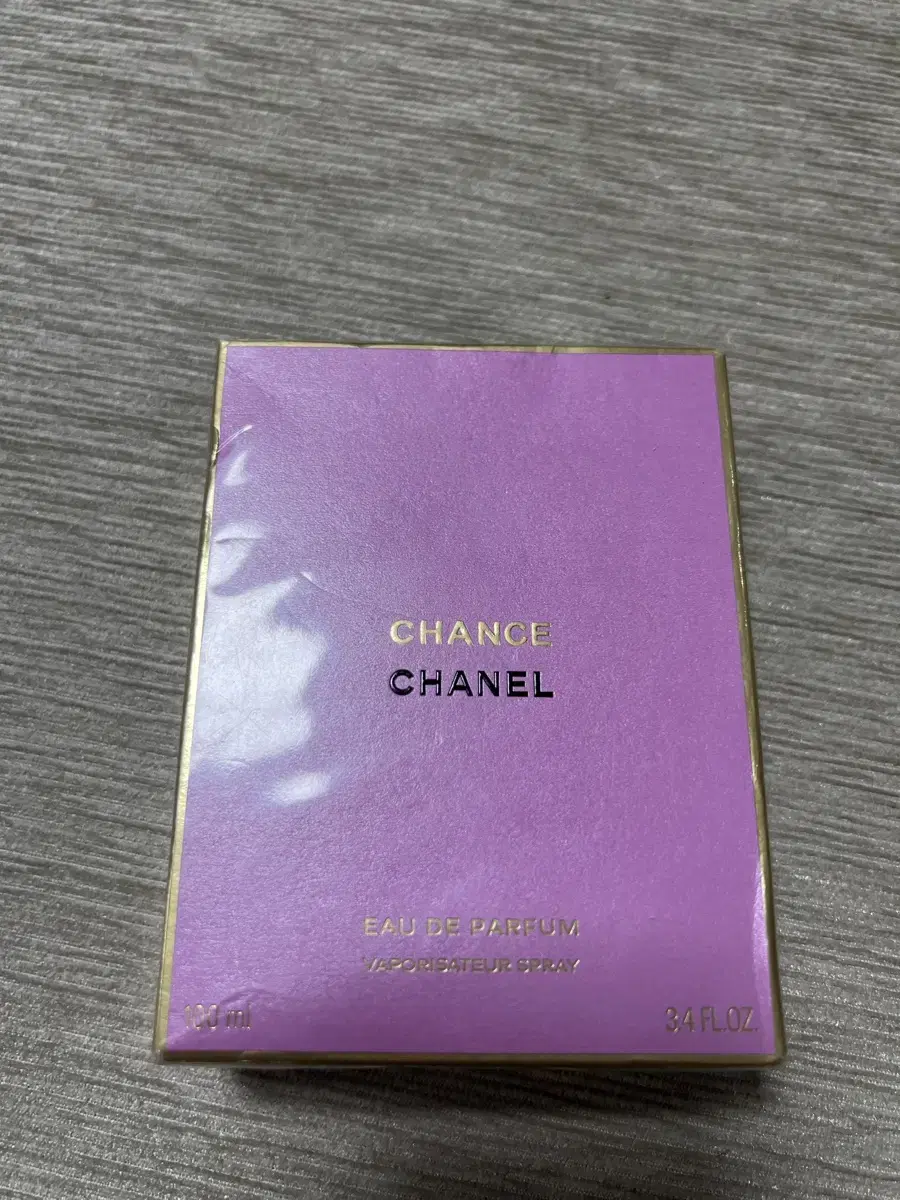 CHANCE
CHANEL
EAU DE PARFUM
VAPORISATEUR SPRAY
100 ml 3.4 FL.OZ.